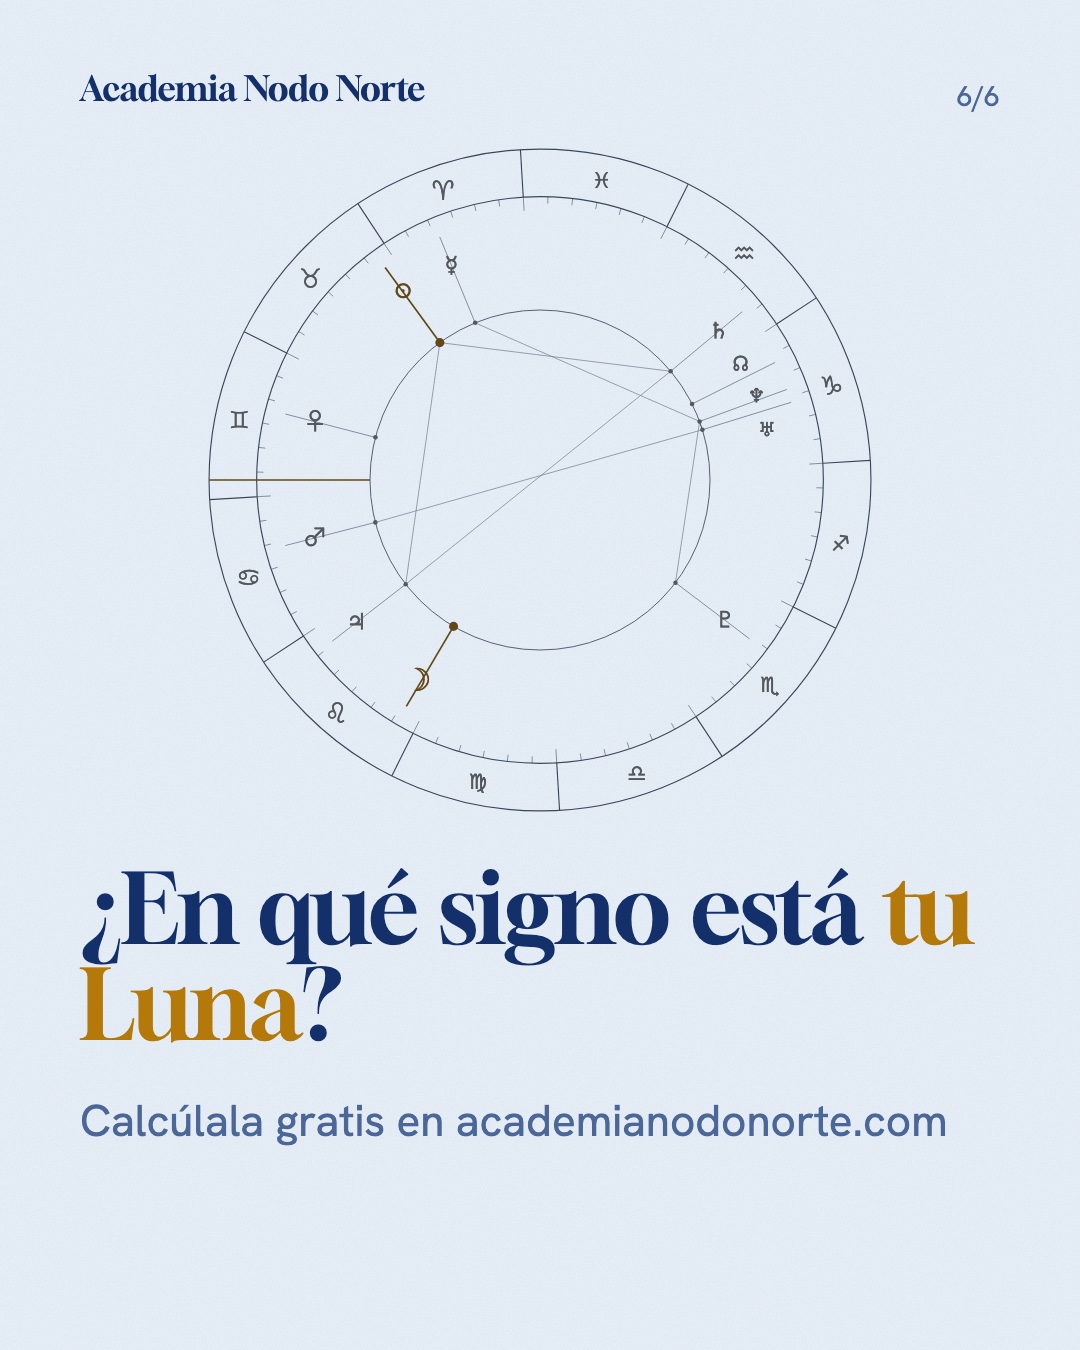 Academia Nodo Norte
6/6
♈ ♓
♉ ♒
☿
☉
♄
☊
♊ ♀ ♆ ♑
♅
♂ ♐
♋
♃ ♇
☽
♌ ♏
♍ ♎
¿En qué signo está tu
Luna?
Calcúlala gratis en academianodonorte.com